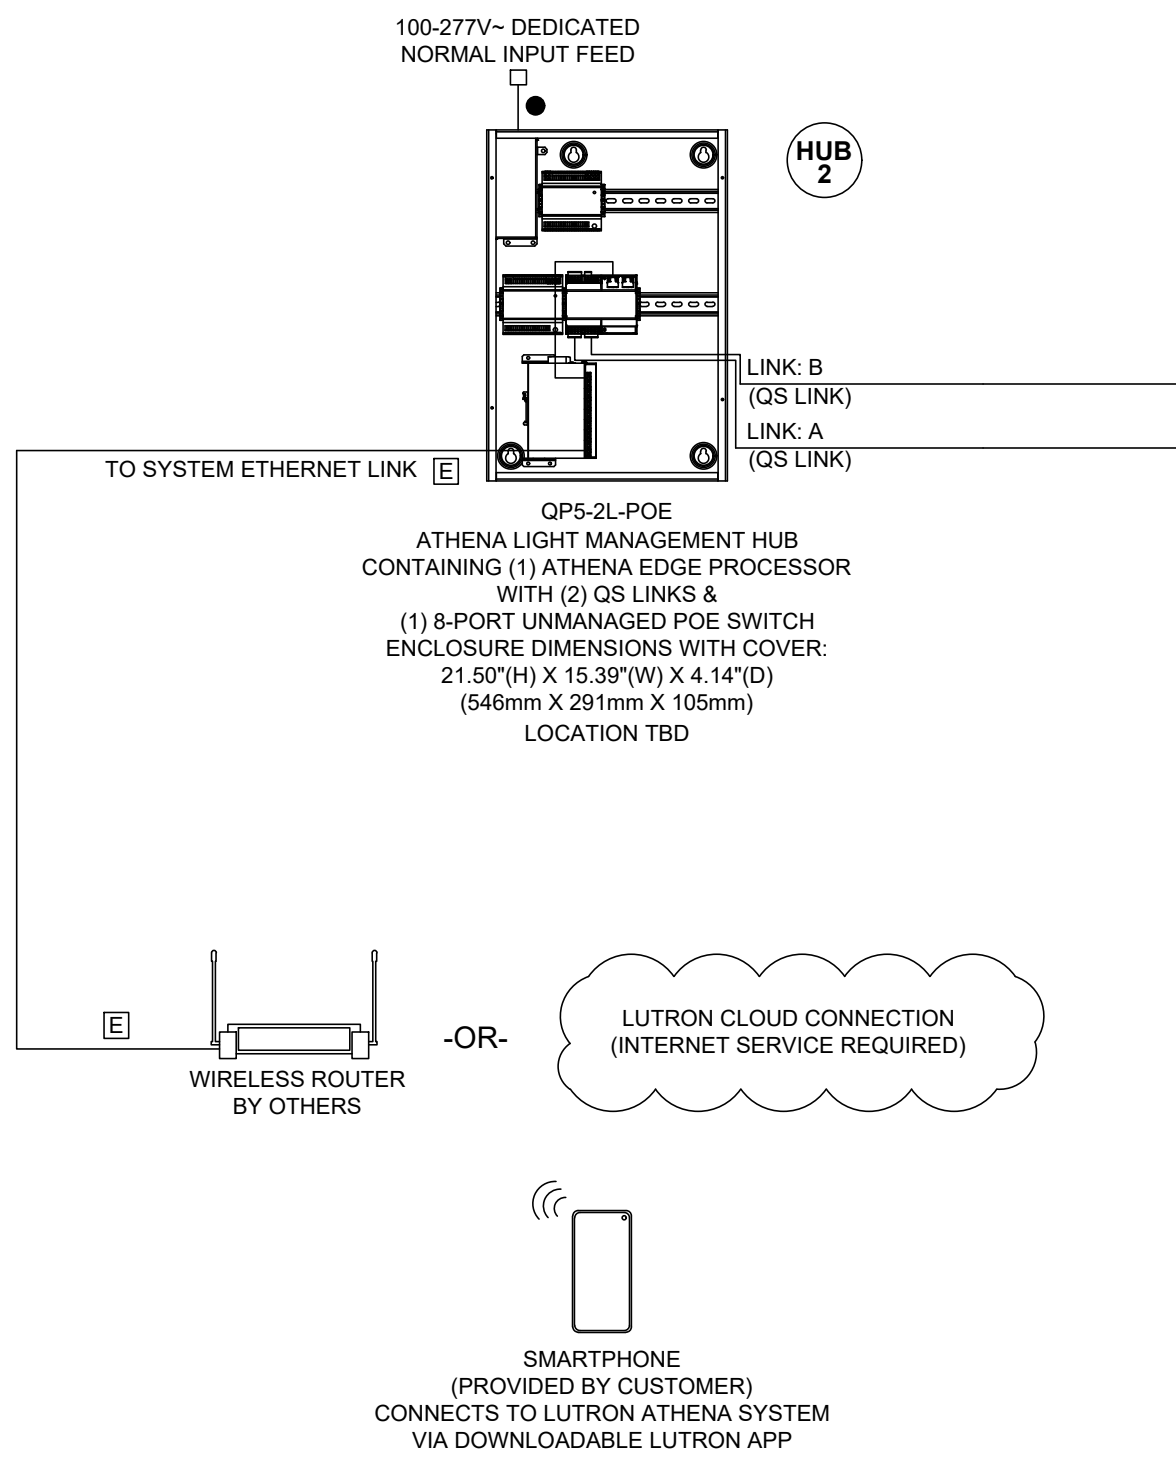 100-277V~ DEDICATED
NORMAL INPUT FEED
HUB
2
LINK: B
(QS LINK)
LINK: A
(QS LINK)
TO SYSTEM ETHERNET LINK E
QP5-2L-POE
ATHENA LIGHT MANAGEMENT HUB
CONTAINING (1) ATHENA EDGE PROCESSOR
WITH (2) QS LINKS &
(1) 8-PORT UNMANAGED POE SWITCH
ENCLOSURE DIMENSIONS WITH COVER:
21.50"(H) X 15.39"(W) X 4.14"(D)
(546mm X 291mm X 105mm)
LOCATION TBD
E
WIRELESS ROUTER
BY OTHERS
-OR-
LUTRON CLOUD CONNECTION
(INTERNET SERVICE REQUIRED)
SMARTPHONE
(PROVIDED BY CUSTOMER)
CONNECTS TO LUTRON ATHENA SYSTEM
VIA DOWNLOADABLE LUTRON APP